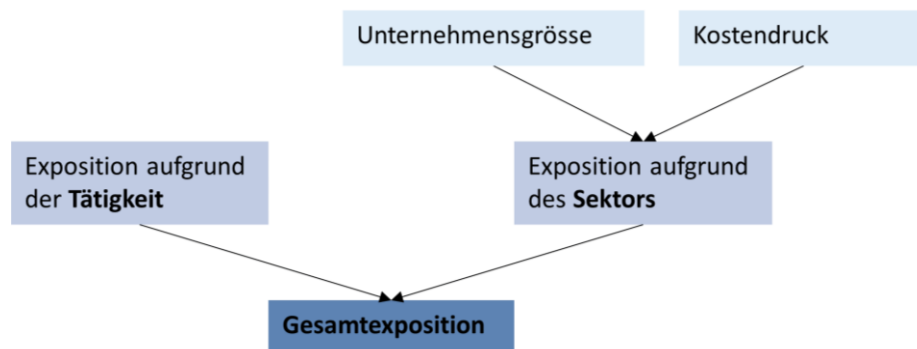 Unternehmensgrösse
Kostendruck
Exposition aufgrund
der Tätigkeit
Exposition aufgrund
des Sektors
Gesamtexposition